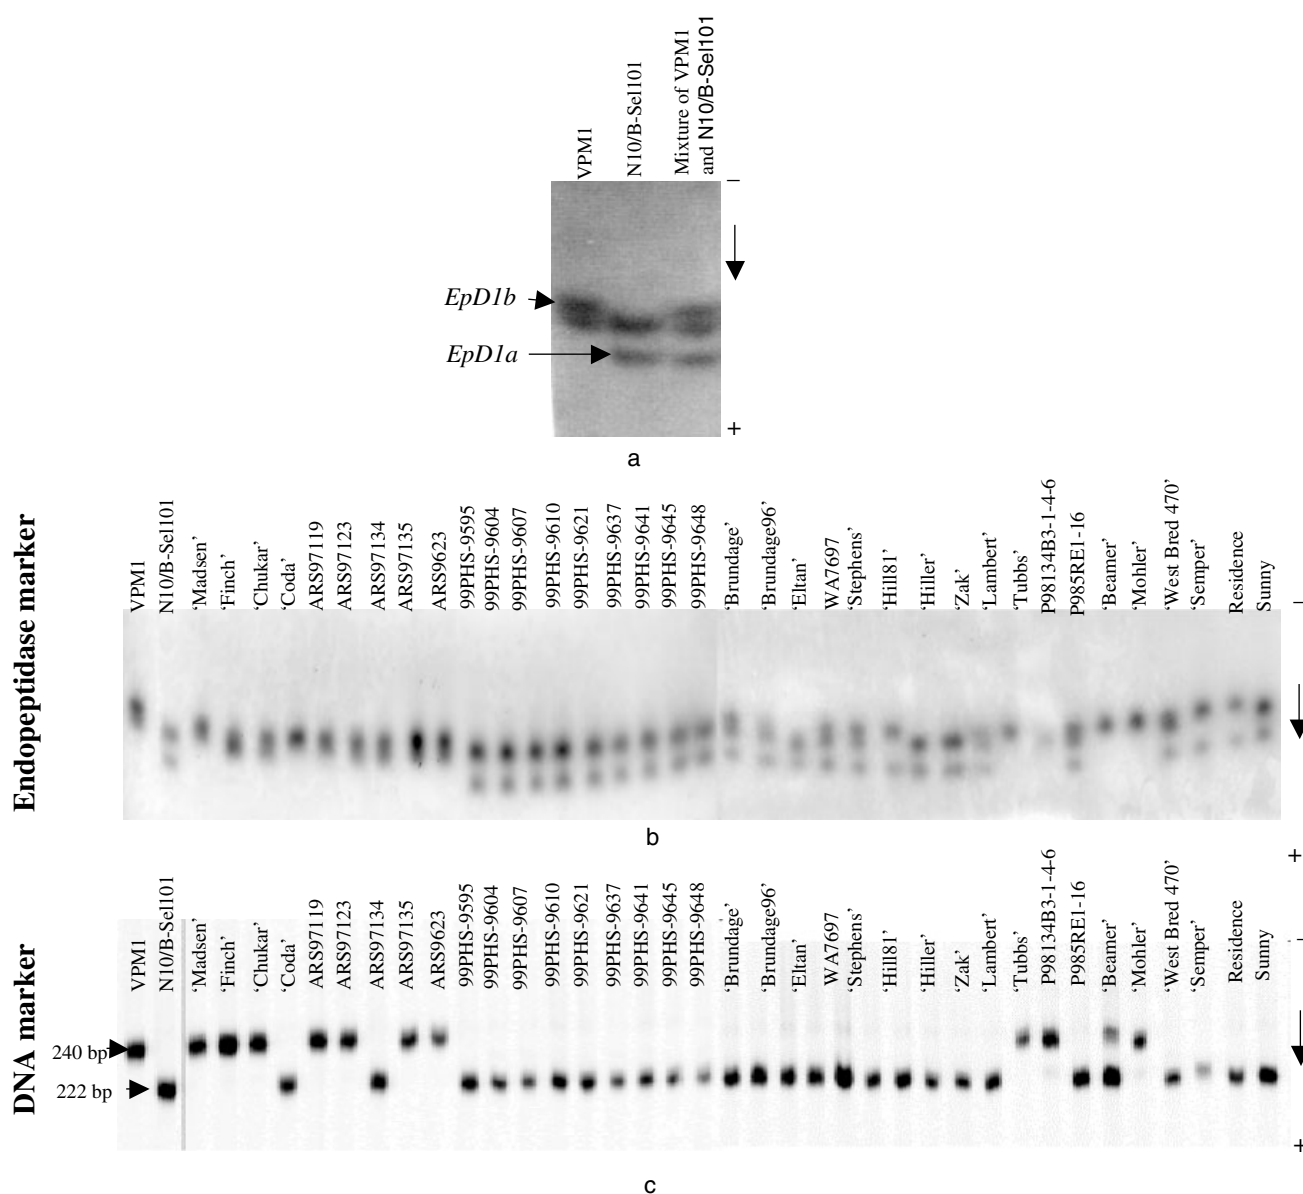 VPM1
N10/B-Sel101
Mixture of VPM1
and N10/B-Sel101
–
EpD1b
EpD1a
+
a
Endopeptidase marker
VPM1
N10/B-Sel101
‘Madsen’
‘Finch’
‘Chukar’
‘Coda’
ARS97119
ARS97123
ARS97134
ARS97135
ARS9623
99PHS-9595
99PHS-9604
99PHS-9607
99PHS-9610
99PHS-9621
99PHS-9637
99PHS-9641
99PHS-9645
99PHS-9648
‘Brundage’
‘Brundage96’
‘Eltan’
WA7697
‘Stephens’
‘Hill81’
‘Hiller’
‘Zak’
‘Lambert’
‘Tubbs’
P98134B3-1-4-6
P985RE1-16
‘Beamer’
‘Mohler’
‘West Bred 470’
‘Semper’
Residence
Sunny
–
b
+
DNA marker
VPM1
N10/B-Sel101
‘Madsen’
‘Finch’
‘Chukar’
‘Coda’
ARS97119
ARS97123
ARS97134
ARS97135
ARS9623
99PHS-9595
99PHS-9604
99PHS-9607
99PHS-9610
99PHS-9621
99PHS-9637
99PHS-9641
99PHS-9645
99PHS-9648
‘Brundage’
‘Brundage96’
‘Eltan’
WA7697
‘Stephens’
‘Hill81’
‘Hiller’
‘Zak’
‘Lambert’
‘Tubbs’
P98134B3-1-4-6
P985RE1-16
‘Beamer’
‘Mohler’
‘West Bred 470’
‘Semper’
Residence
Sunny
–
240 bp
222 bp
+
c